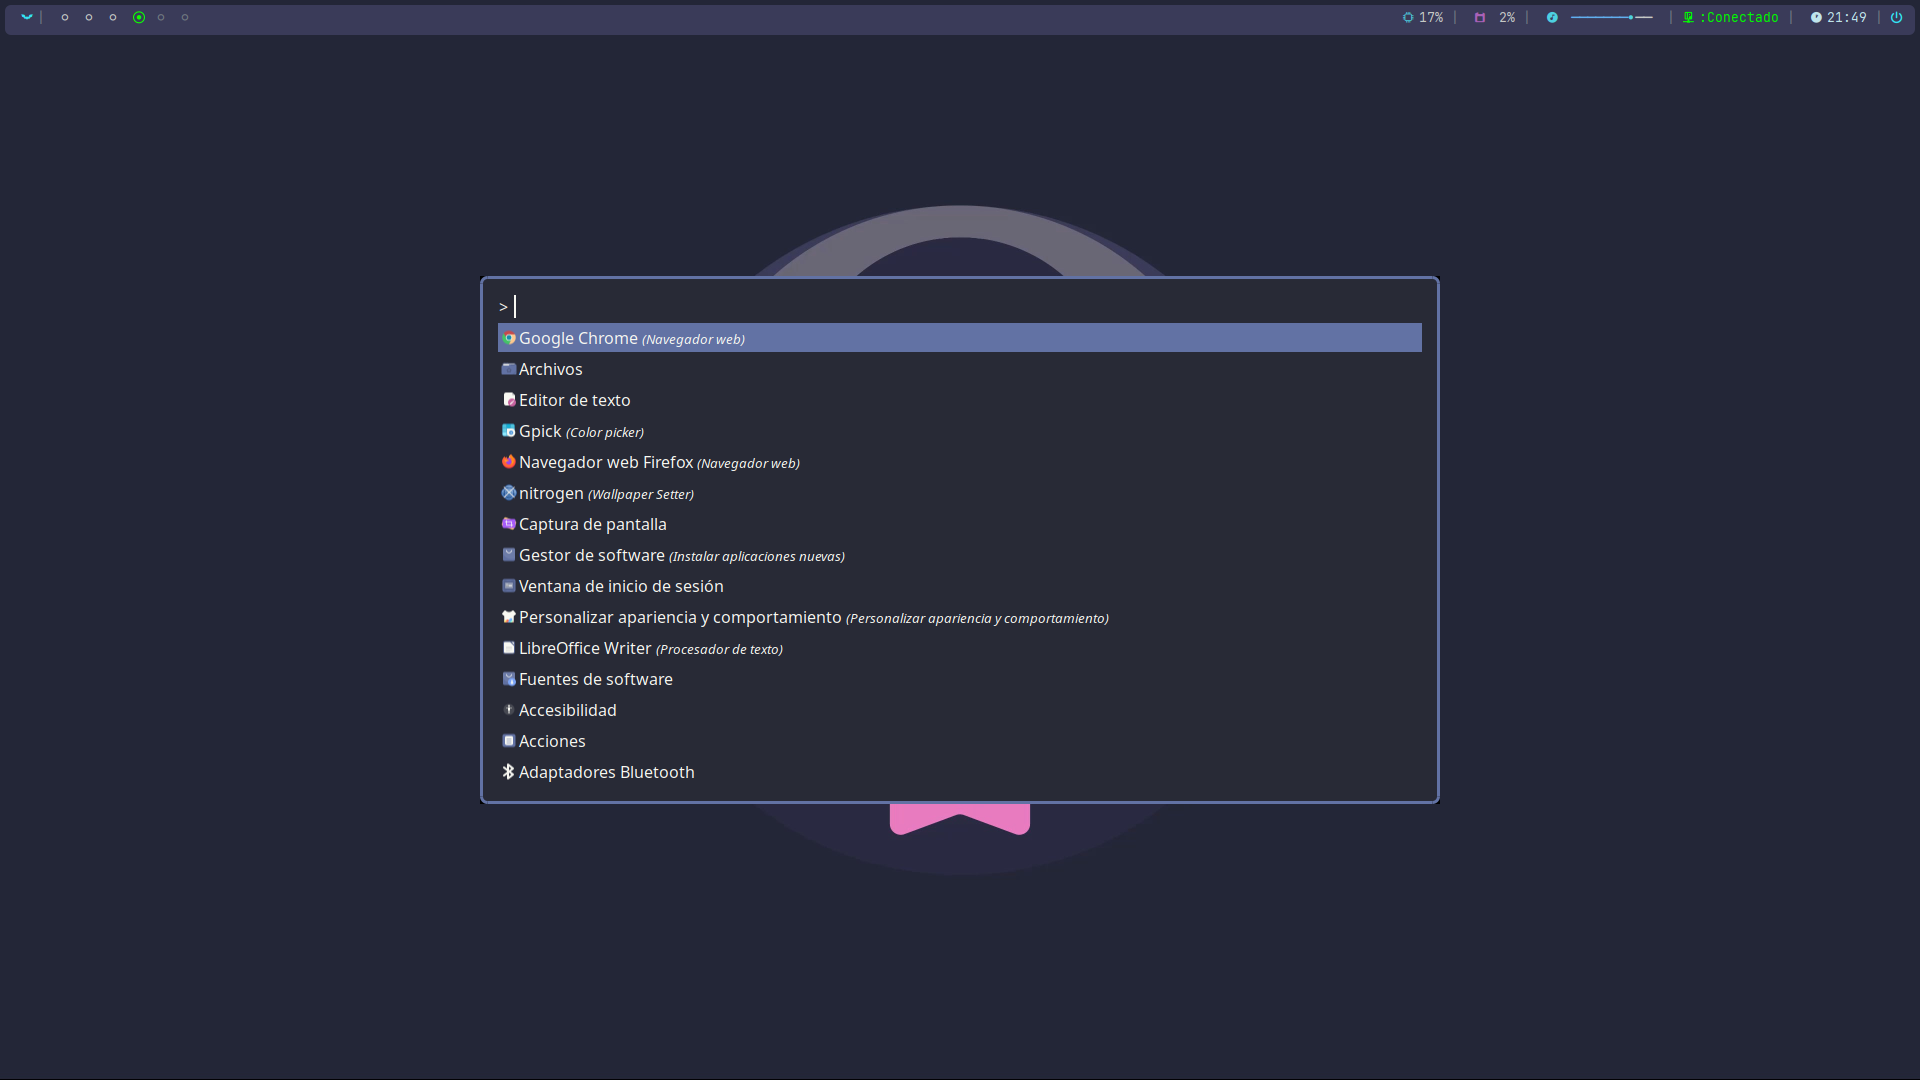 17% | 2% | | :Conectado | 21:49 |
>
Google Chrome (Navegador web)
Archivos
Editor de texto
Gpick (Color picker)
Navegador web Firefox (Navegador web)
nitrogen (Wallpaper Setter)
Captura de pantalla
Gestor de software (Instalar aplicaciones nuevas)
Ventana de inicio de sesión
Personalizar apariencia y comportamiento (Personalizar apariencia y comportamiento)
LibreOffice Writer (Procesador de texto)
Fuentes de software
Accesibilidad
Acciones
Adaptadores Bluetooth